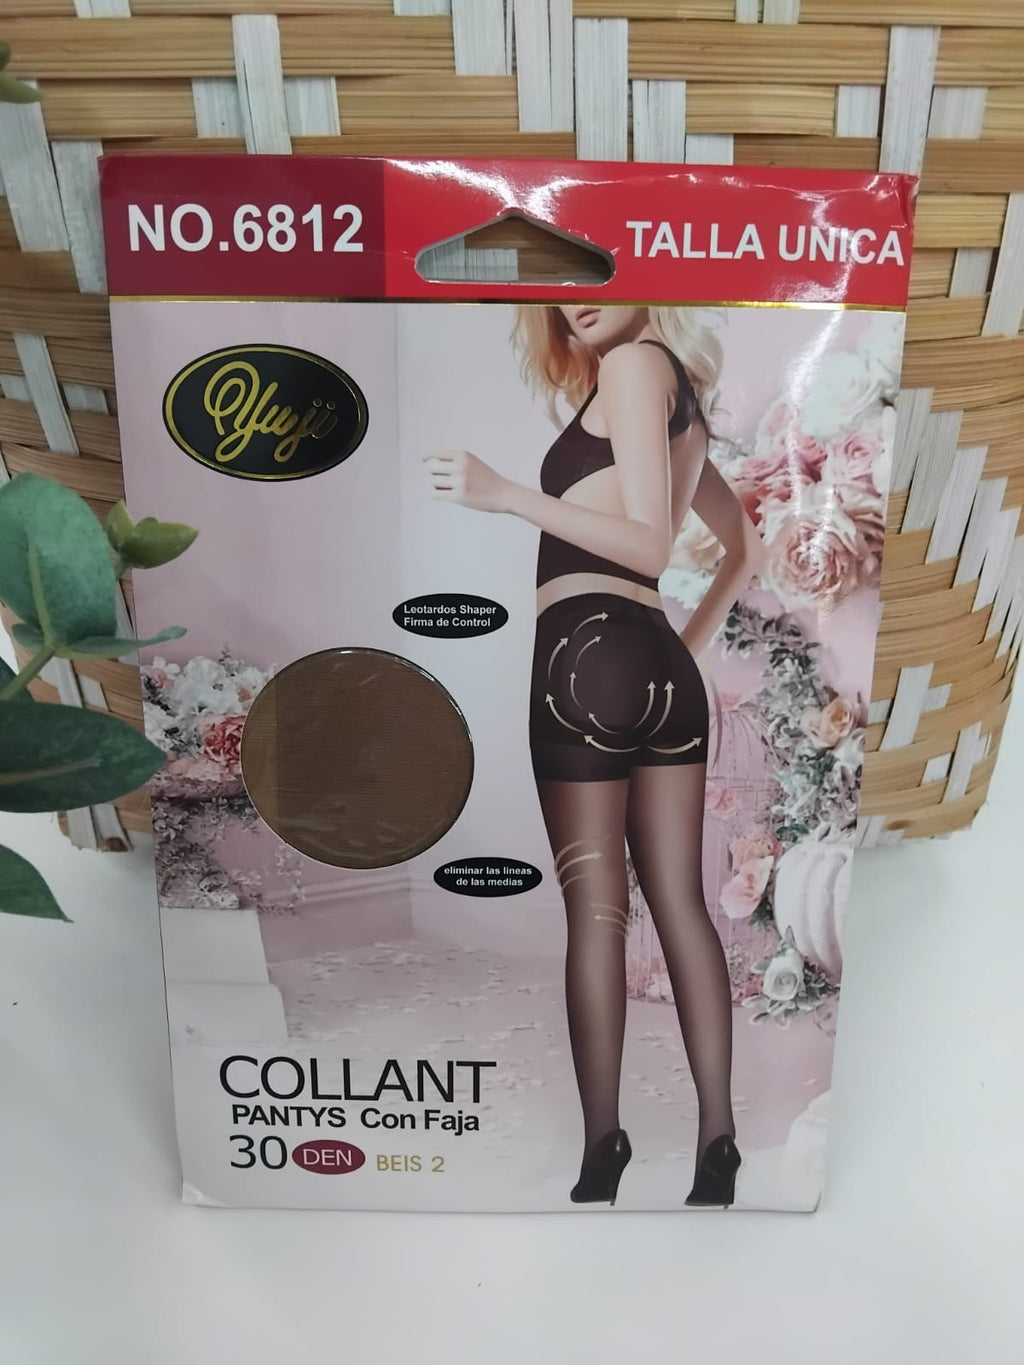 NO.6812
TALLA UNICA
Yuyü
Leotardos Shaper
Firma de Control
eliminar las lineas
de las medias
COLLANT
PANTYS Con Faja
30 DEN BEIS 2